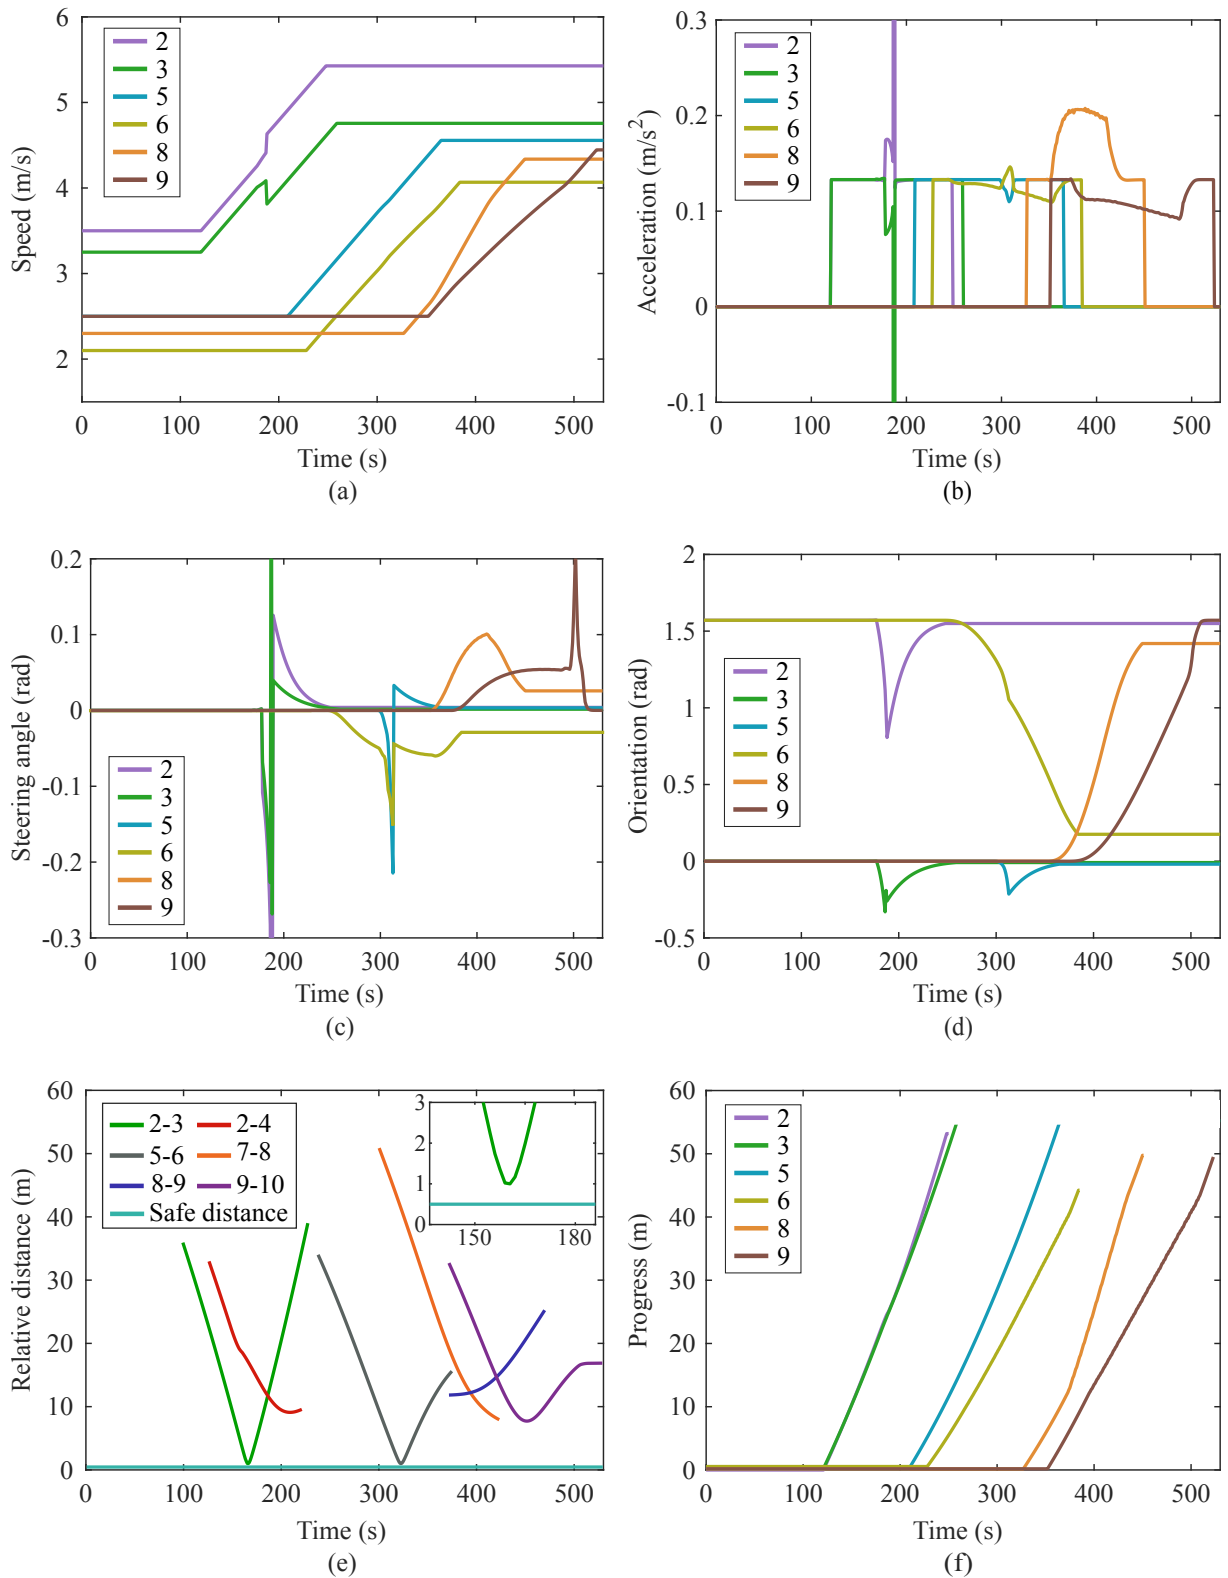 6
5
4
3
2
Speed (m/s)
2
3
5
6
8
9
0 100 200 300 400 500
Time (s)
(a)
0.3
0.2
0.1
0
-0.1
Acceleration (m/s²)
2
3
5
6
8
9
0 100 200 300 400 500
Time (s)
(b)
0.2
0.1
0
-0.1
-0.2
-0.3
Steering angle (rad)
2
3
5
6
8
9
0 100 200 300 400 500
Time (s)
(c)
2
1.5
1
0.5
0
-0.5
Orientation (rad)
2
3
5
6
8
9
0 100 200 300 400 500
Time (s)
(d)
60
50
40
30
20
10
0
Relative distance (m)
2-3 2-4
5-6 7-8
8-9 9-10
Safe distance
3
2
1
0
150 180
0 100 200 300 400 500
Time (s)
(e)
60
50
40
30
20
10
0
Progress (m)
2
3
5
6
8
9
0 100 200 300 400 500
Time (s)
(f)